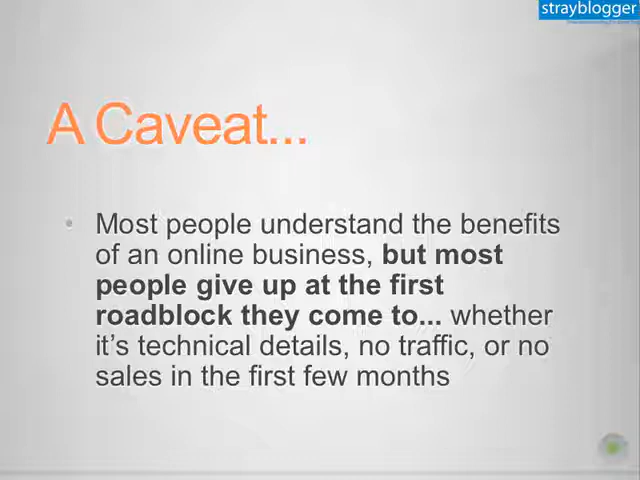 strayblogger
A Caveat...
• Most people understand the benefits
of an online business, but most
people give up at the first
roadblock they come to... whether
it's technical details, no traffic, or no
sales in the first few months